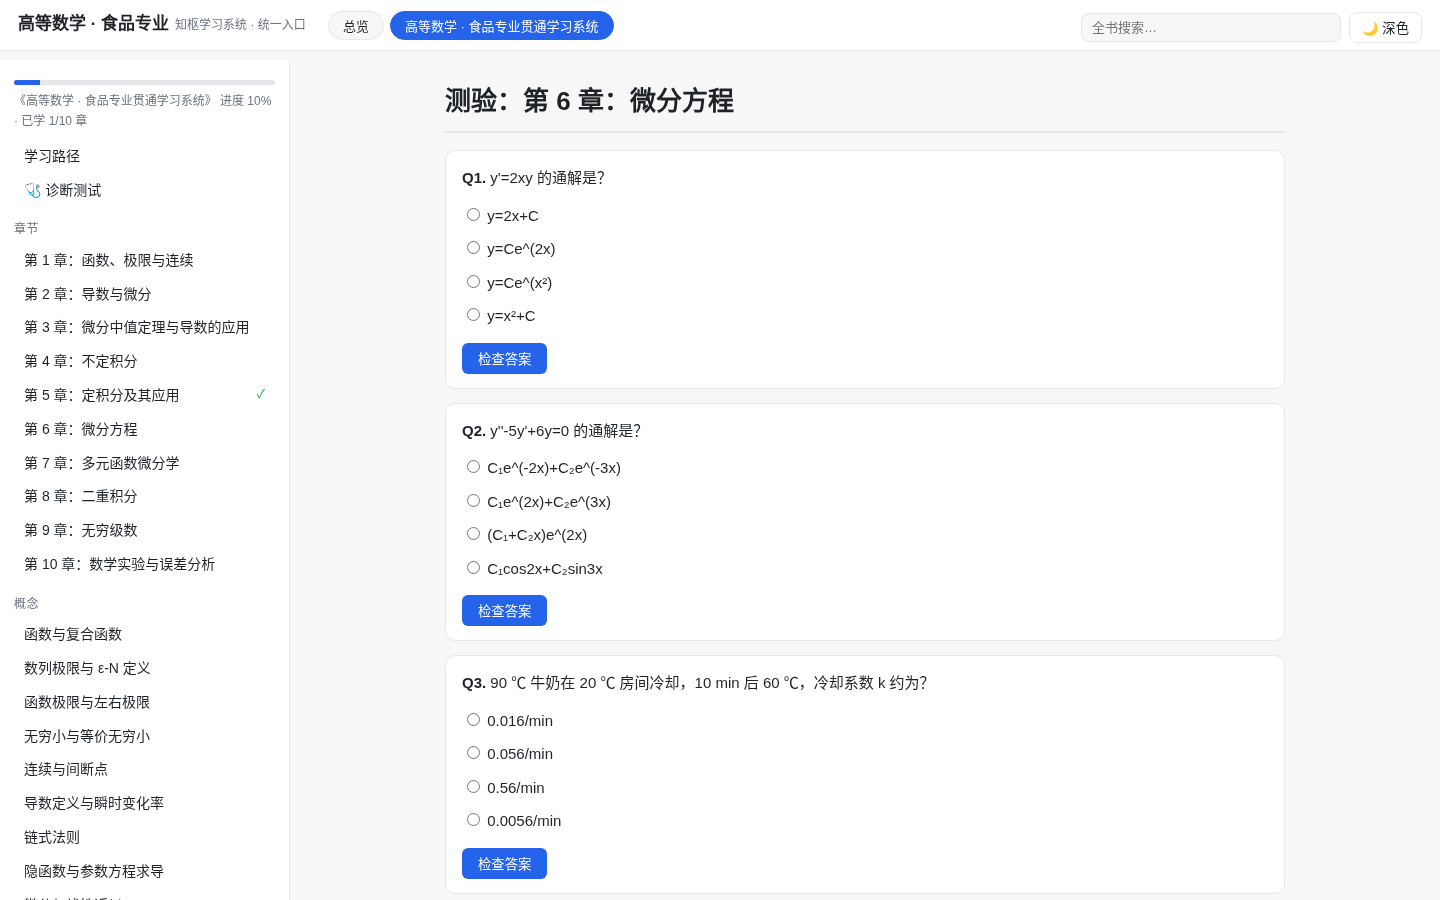 高等数学 · 食品专业 知枢学习系统 · 统一入口 总览 高等数学 · 食品专业贯通学习系统 全书搜索… 🌙 深色
《高等数学 · 食品专业贯通学习系统》 进度 10%
· 已学 1/10 章
学习路径
🩺 诊断测试
章节
第 1 章：函数、极限与连续
第 2 章：导数与微分
第 3 章：微分中值定理与导数的应用
第 4 章：不定积分
第 5 章：定积分及其应用 ✓
第 6 章：微分方程
第 7 章：多元函数微分学
第 8 章：二重积分
第 9 章：无穷级数
第 10 章：数学实验与误差分析
概念
函数与复合函数
数列极限与 ε-N 定义
函数极限与左右极限
无穷小与等价无穷小
连续与间断点
导数定义与瞬时变化率
链式法则
隐函数与参数方程求导
测验：第 6 章：微分方程
Q1. y'=2xy 的通解是？
y=2x+C
y=Ce^(2x)
y=Ce^(x²)
y=x²+C
检查答案
Q2. y''-5y'+6y=0 的通解是？
C₁e^(-2x)+C₂e^(-3x)
C₁e^(2x)+C₂e^(3x)
(C₁+C₂x)e^(2x)
C₁cos2x+C₂sin3x
检查答案
Q3. 90 ℃ 牛奶在 20 ℃ 房间冷却，10 min 后 60 ℃，冷却系数 k 约为？
0.016/min
0.056/min
0.56/min
0.0056/min
检查答案